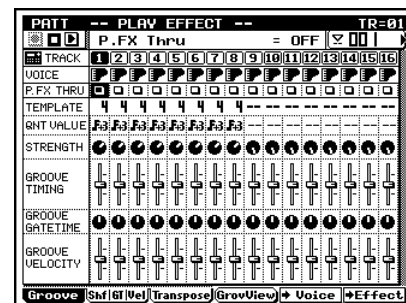 PATT -- PLAY EFFECT -- TR=01
P.FX Thru = OFF
TRACK 1 2 3 4 5 6 7 8 9 10 11 12 13 14 15 16
VOICE
P.FX THRU
TEMPLATE 4 4 4 4 4 4 4 4 -- -- -- -- -- -- -- --
QNT VALUE
STRENGTH
GROOVE
TIMING
GROOVE
GATETIME
GROOVE
VELOCITY
Groove Shf GT Vel Transpose GrovView → Voice →Effect